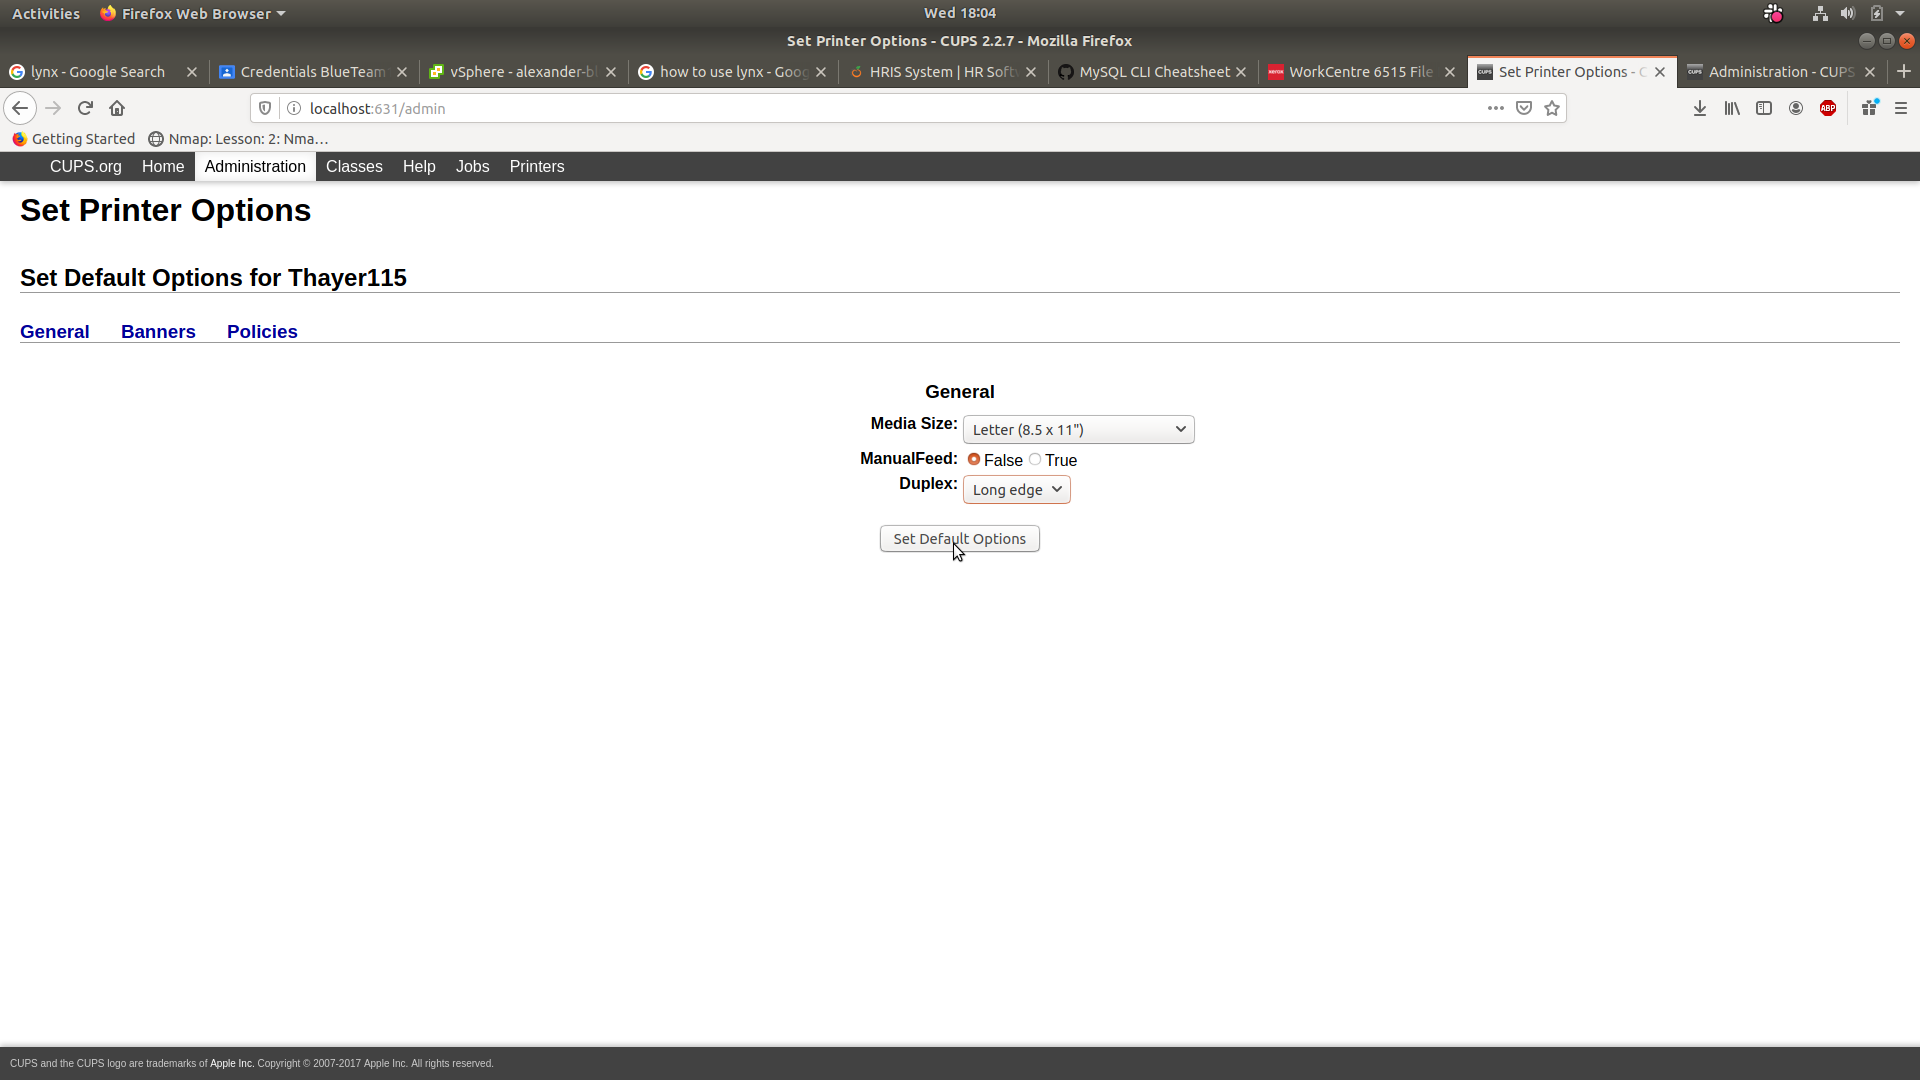 Activities Firefox Web Browser Wed 18:04
Set Printer Options - CUPS 2.2.7 - Mozilla Firefox
lynx - Google Search Credentials BlueTeam vSphere - alexander-bl how to use lynx - Goog HRIS System | HR Soft MySQL CLI Cheatsheet WorkCentre 6515 File Set Printer Options - C Administration - CUPS
localhost:631/admin ABP
Getting Started Nmap: Lesson: 2: Nma…
CUPS.org Home Administration Classes Help Jobs Printers
Set Printer Options
Set Default Options for Thayer115
General Banners Policies
General
Media Size: Letter (8.5 x 11")
ManualFeed: False True
Duplex: Long edge
Set Default Options
CUPS and the CUPS logo are trademarks of Apple Inc. Copyright © 2007-2017 Apple Inc. All rights reserved.